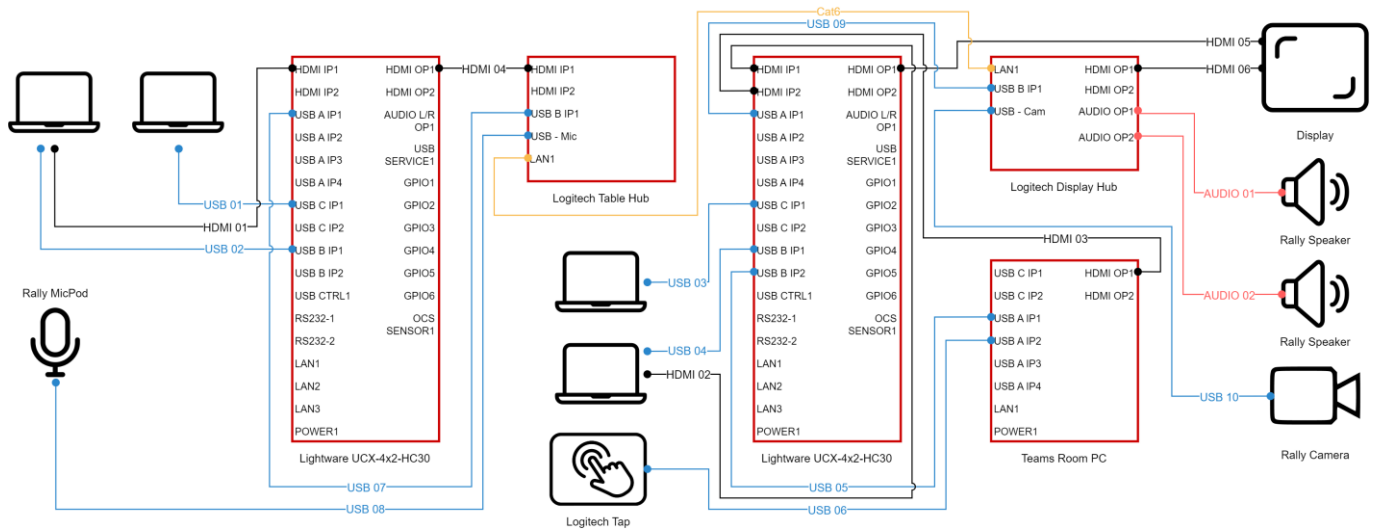 Cat6
USB 09
HDMI 05
HDMI 06
Display
HDMI IP1
HDMI IP2
USB A IP1
USB A IP2
USB A IP3
USB A IP4
USB C IP1
USB C IP2
USB B IP1
USB B IP2
USB CTRL1
RS232-1
RS232-2
LAN1
LAN2
LAN3
POWER1
HDMI OP1
HDMI OP2
AUDIO L/R
OP1
USB
SERVICE1
GPIO1
GPIO2
GPIO3
GPIO4
GPIO5
GPIO6
OCS
SENSOR1
Lightware UCX-4x2-HC30
HDMI 04
HDMI IP1
HDMI IP2
USB B IP1
USB - Mic
LAN1
Logitech Table Hub
HDMI IP1
HDMI IP2
USB A IP1
USB A IP2
USB A IP3
USB A IP4
USB C IP1
USB C IP2
USB B IP1
USB B IP2
USB CTRL1
RS232-1
RS232-2
LAN1
LAN2
LAN3
POWER1
HDMI OP1
HDMI OP2
AUDIO L/R
OP1
USB
SERVICE1
GPIO1
GPIO2
GPIO3
GPIO4
GPIO5
GPIO6
OCS
SENSOR1
Lightware UCX-4x2-HC30
LAN1
USB B IP1
USB - Cam
HDMI OP1
HDMI OP2
AUDIO OP1
AUDIO OP2
Logitech Display Hub
AUDIO 01
Rally Speaker
USB 01
HDMI 01
USB 02
Rally MicPod
USB 03
USB 04
HDMI 02
HDMI 03
USB C IP1
USB C IP2
USB A IP1
USB A IP2
USB A IP3
USB A IP4
LAN1
POWER1
HDMI OP1
HDMI OP2
Teams Room PC
AUDIO 02
Rally Speaker
USB 10
Rally Camera
USB 07
USB 08
USB 05
USB 06
Logitech Tap